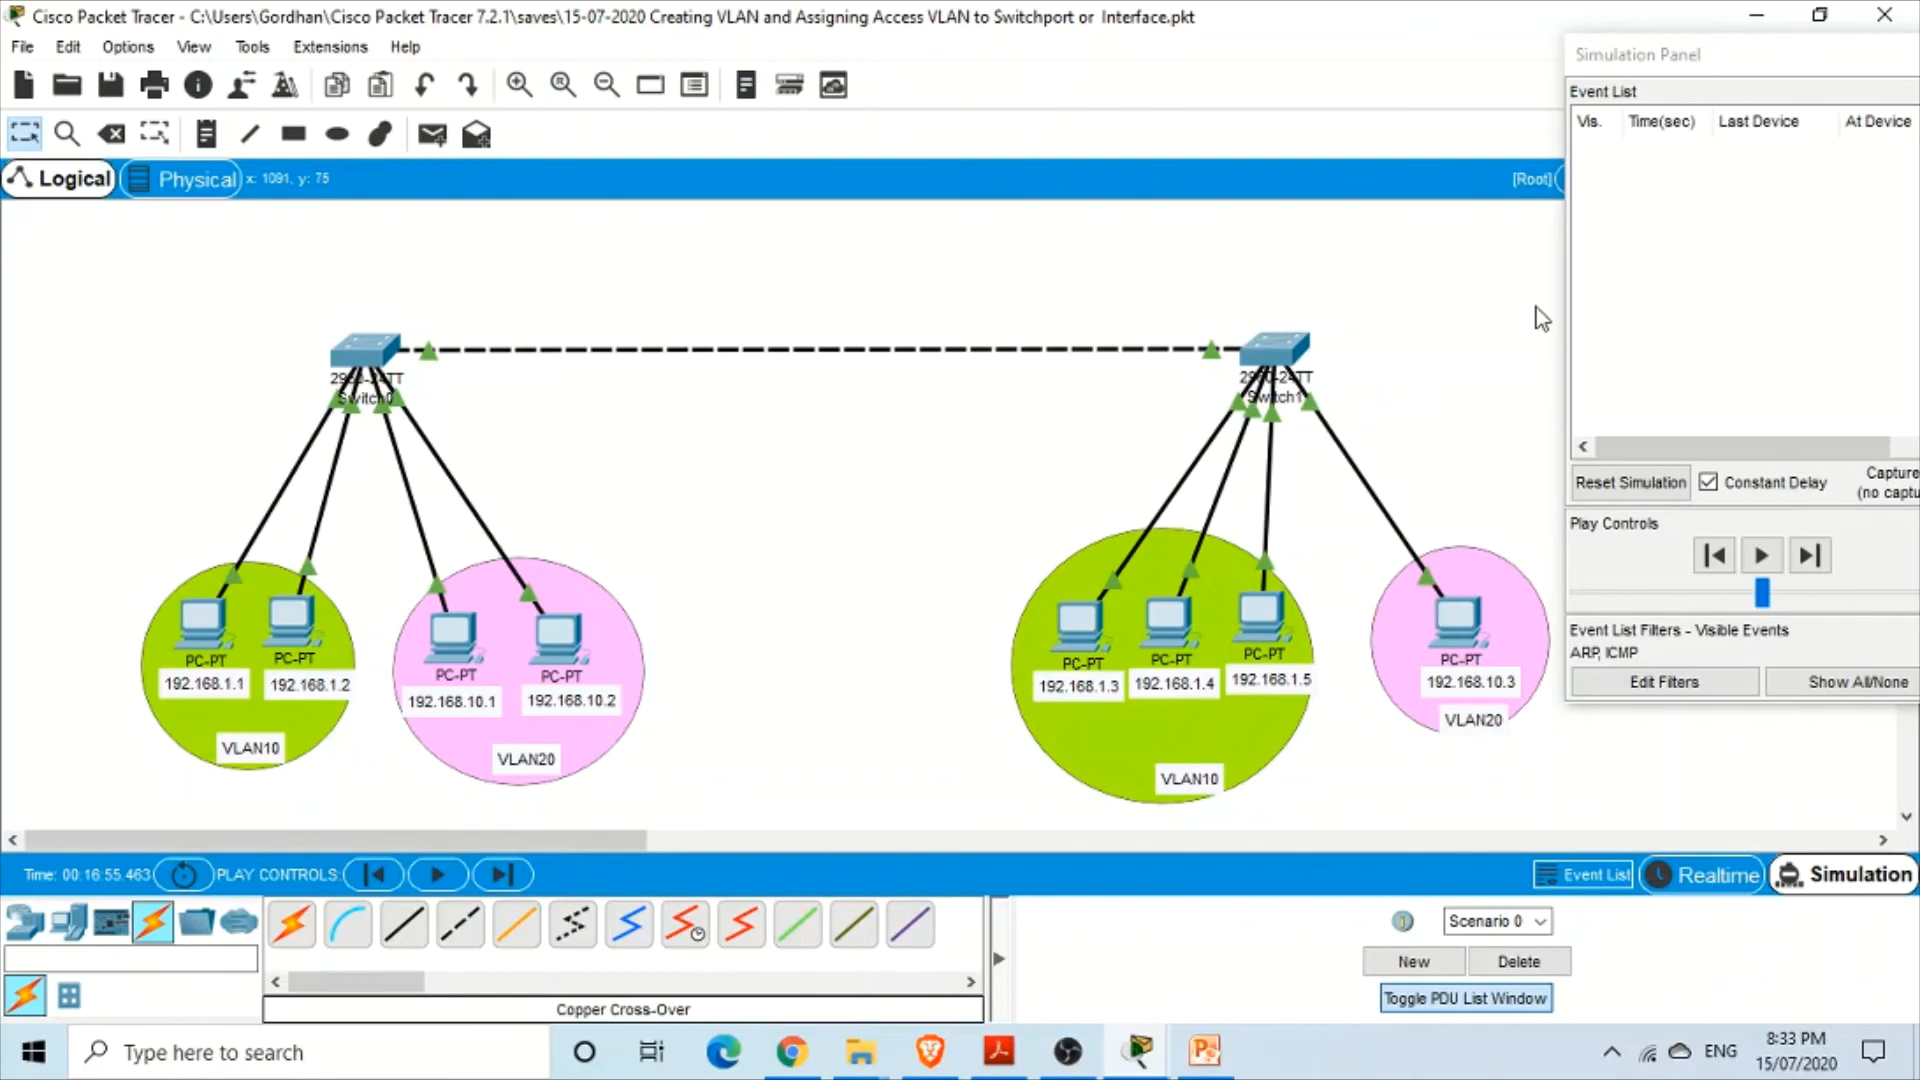 Cisco Packet Tracer - C:\Users\Gordhan\Cisco Packet Tracer 7.2.1\saves\15-07-2020 Creating VLAN and Assigning Access VLAN to Switchport or Interface.pkt
File Edit Options View Tools Extensions Help
Logical Physical x: 1091, y: 75 [Root]
Simulation Panel
Event List
Vis. Time(sec) Last Device At Device
Reset Simulation Constant Delay
Capture
(no captu
Play Controls
Event List Filters - Visible Events
ARP, ICMP
Edit Filters Show All/None
2960-24TT
Switch0
2960-24TT
Switch1
PC-PT
192.168.1.1
PC-PT
192.168.1.2
VLAN10
PC-PT
192.168.10.1
PC-PT
192.168.10.2
VLAN20
PC-PT
192.168.1.3
PC-PT
192.168.1.4
PC-PT
192.168.1.5
VLAN10
PC-PT
192.168.10.3
VLAN20
Time: 00:16:55.463 PLAY CONTROLS: Event List Realtime Simulation
Scenario 0
New Delete
Toggle PDU List Window
Copper Cross-Over
Type here to search
ENG
8:33 PM
15/07/2020